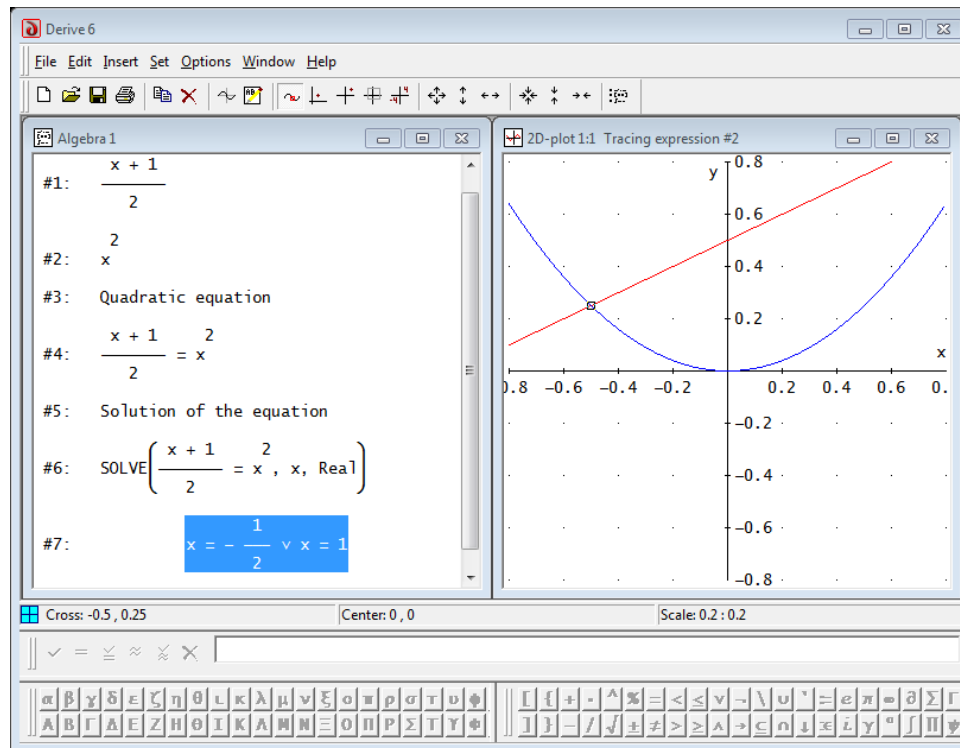 Derive 6
File Edit Insert Set Options Window Help
Algebra 1
#1: x + 1
2
#2: x 2
#3: Quadratic equation
#4: x + 1
2 = x 2
#5: Solution of the equation
#6: SOLVE( x + 1
2 = x 2 , x, Real)
#7: x = - 1
2 ∨ x = 1
2D-plot 1:1 Tracing expression #2
y
0.8
0.6
0.4
0.2
x
0.8 −0.6 −0.4 −0.2 0.2 0.4 0.6 0.
−0.2
−0.4
−0.6
−0.8
Cross: -0.5 , 0.25 Center: 0 , 0 Scale: 0.2 : 0.2
α β γ δ ε ζ η θ ι κ λ μ ν ξ ο π ρ σ τ υ φ
Α Β Γ Δ Ε Ζ Η Θ Ι Κ Λ Μ Ν Ξ Ο Π Ρ Σ Τ Υ Φ
[ { + · ^ % = < ≤ ∨ ¬ \ ∪ ' := e π ∞ ∂ Σ Γ
] } − / √ ± ≠ > ≥ ∧ → ⊆ ∩ ↓ i γ ° ∫ Π ψ